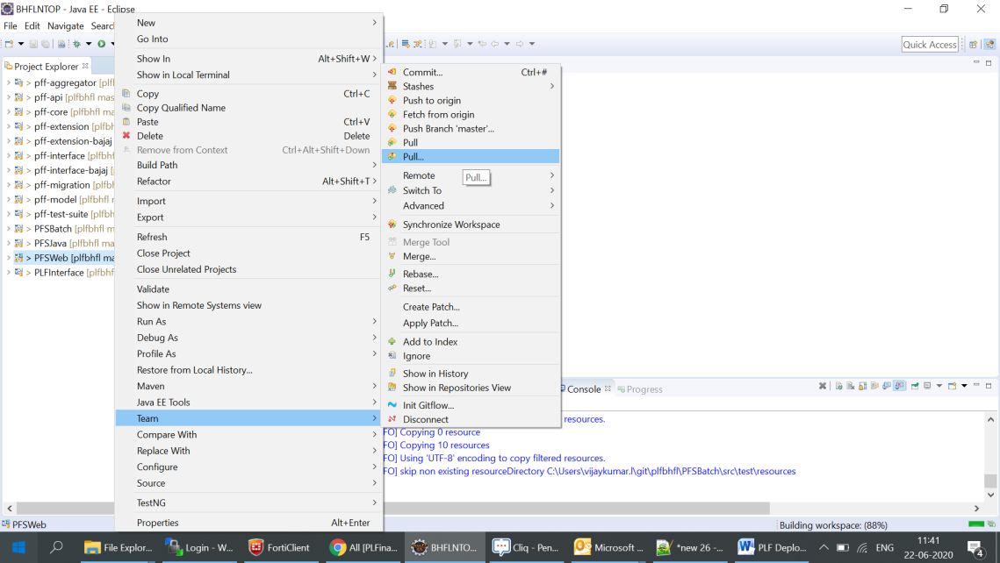 BHFLNTOP - Java EE - Eclipse
File Edit Navigate Search
Quick Access
Project Explorer
> pff-aggregator [plf
> pff-api [plfbhfl mas
> pff-core [plfbhfl ma
> pff-extension [plfbh
> pff-extension-bajaj
> pff-interface [plfbhf
> pff-interface-bajaj [
> pff-migration [plfbh
> pff-model [plfbhfl r
> pff-test-suite [plfbh
> PFSBatch [plfbhfl m
> PFSJava [plfbhfl ma
> PFSWeb [plfbhfl ma
> PLFInterface [plfbhf
New
Go Into
Show In Alt+Shift+W
Show in Local Terminal
Copy Ctrl+C
Copy Qualified Name
Paste Ctrl+V
Delete Delete
Remove from Context Ctrl+Alt+Shift+Down
Build Path
Refactor Alt+Shift+T
Import
Export
Refresh F5
Close Project
Close Unrelated Projects
Validate
Show in Remote Systems view
Run As
Debug As
Profile As
Restore from Local History...
Maven
Java EE Tools
Team
Compare With
Replace With
Configure
Source
TestNG
Properties Alt+Enter
Commit... Ctrl+#
Stashes
Push to origin
Fetch from origin
Push Branch 'master'...
Pull
Pull...
Remote
Pull...
Switch To
Advanced
Synchronize Workspace
Merge Tool
Merge...
Rebase...
Reset...
Create Patch...
Apply Patch...
Add to Index
Ignore
Show in History
Show in Repositories View
Init Gitflow...
Disconnect
Console
Progress
resources.
FO] Copying 0 resource
FO] Copying 10 resources
FO] Using 'UTF-8' encoding to copy filtered resources.
FO] skip non existing resourceDirectory C:\Users\vijaykumar.l\git\plfbhfl\PFSBatch\src\test\resources
PFSWeb
Building workspace: (88%)
File Explor...
Login - W...
FortiClient
All [PLFina...
BHFLNTO...
Cliq - Pen...
Microsoft ...
*new 26 -...
PLF Deplo...
ENG
11:41
22-06-2020
4